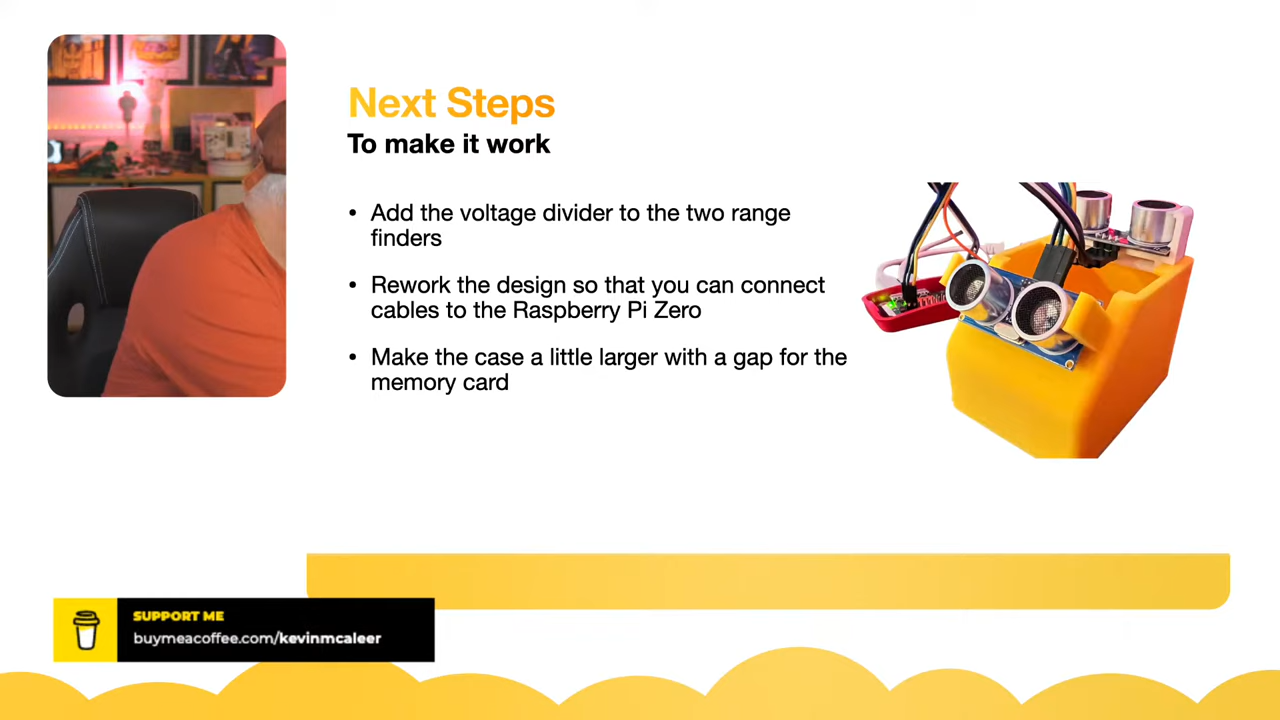 Next Steps
To make it work
• Add the voltage divider to the two range
finders
• Rework the design so that you can connect
cables to the Raspberry Pi Zero
• Make the case a little larger with a gap for the
memory card
SUPPORT ME
buymeacoffee.com/kevinmcaleer